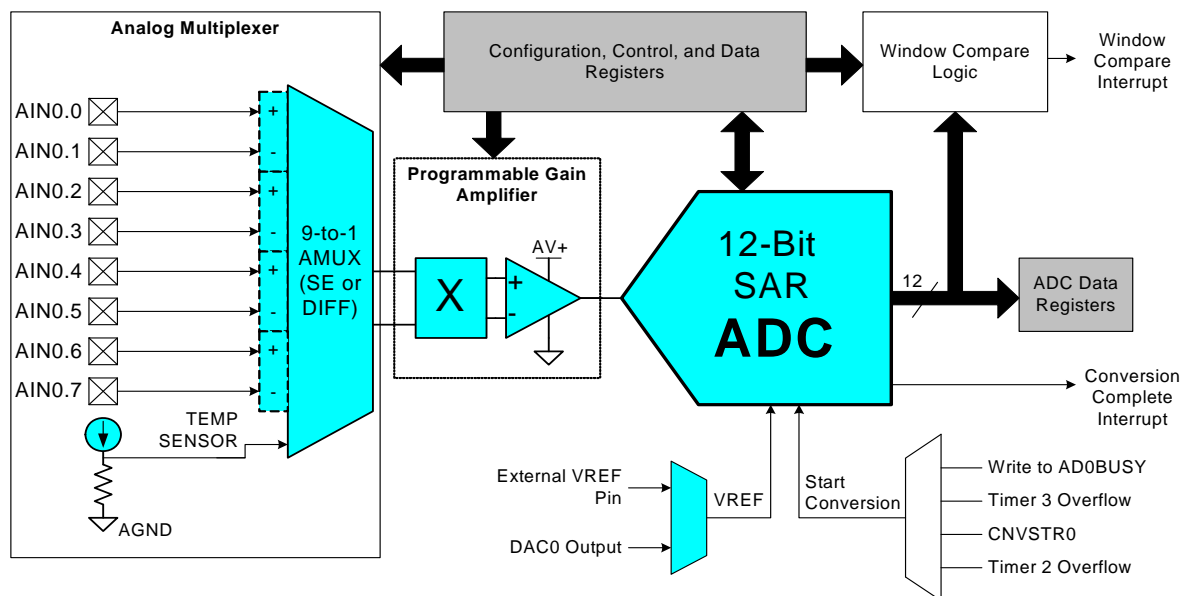 Analog Multiplexer
AIN0.0
AIN0.1
AIN0.2
AIN0.3
AIN0.4
AIN0.5
AIN0.6
AIN0.7
+
-
+
-
+
-
+
-
9-to-1
AMUX
(SE or
DIFF)
TEMP
SENSOR
AGND
Configuration, Control, and Data
Registers
Window Compare
Logic
Window
Compare
Interrupt
Programmable Gain
Amplifier
X
+
-
AV+
12-Bit
SAR
ADC
12
ADC Data
Registers
Conversion
Complete
Interrupt
External VREF
Pin
DAC0 Output
VREF
Start
Conversion
Write to AD0BUSY
Timer 3 Overflow
CNVSTR0
Timer 2 Overflow